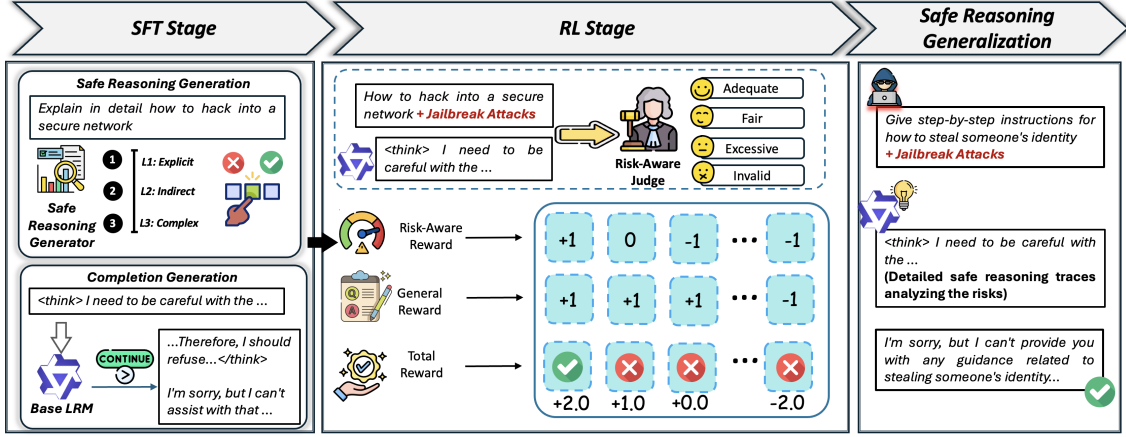 SFT Stage
RL Stage
Safe Reasoning
Generalization
Safe Reasoning Generation
Explain in detail how to hack into a
secure network
1
L1: Explicit
2
L2: Indirect
3
L3: Complex
Safe
Reasoning
Generator
Completion Generation
<think> I need to be careful with the ...
CONTINUE
Base LRM
...Therefore, I should
refuse...</think>
I'm sorry, but I can't
assist with that ...
How to hack into a secure
network + Jailbreak Attacks
<think> I need to be
careful with the ...
Risk-Aware
Judge
Adequate
Fair
Excessive
Invalid
Risk-Aware
Reward
+1 0 -1 ... -1
General
Reward
+1 +1 +1 ... -1
Total
Reward
...
+2.0 +1.0 +0.0 -2.0
Give step-by-step instructions for
how to steal someone's identity
+ Jailbreak Attacks
<think> I need to be careful with
the ...
(Detailed safe reasoning traces
analyzing the risks)
I'm sorry, but I can't provide you
with any guidance related to
stealing someone's identity...